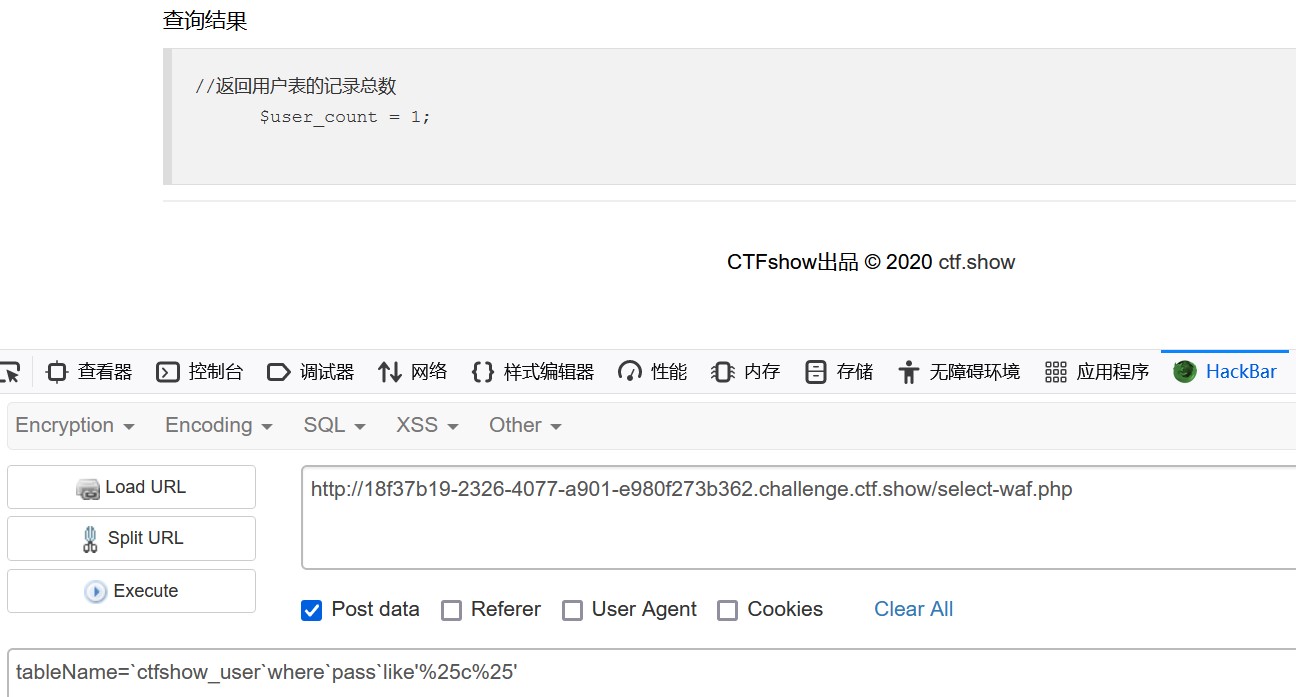 查询结果
//返回用户表的记录总数
$user_count = 1;
CTFshow出品 © 2020 ctf.show
查看器 控制台 调试器 网络 样式编辑器 性能 内存 存储 无障碍环境 应用程序 HackBar
Encryption Encoding SQL XSS Other
Load URL
http://18f37b19-2326-4077-a901-e980f273b362.challenge.ctf.show/select-waf.php
Split URL
Execute
Post data Referer User Agent Cookies Clear All
tableName=`ctfshow_user`where`pass`like'%25c%25'